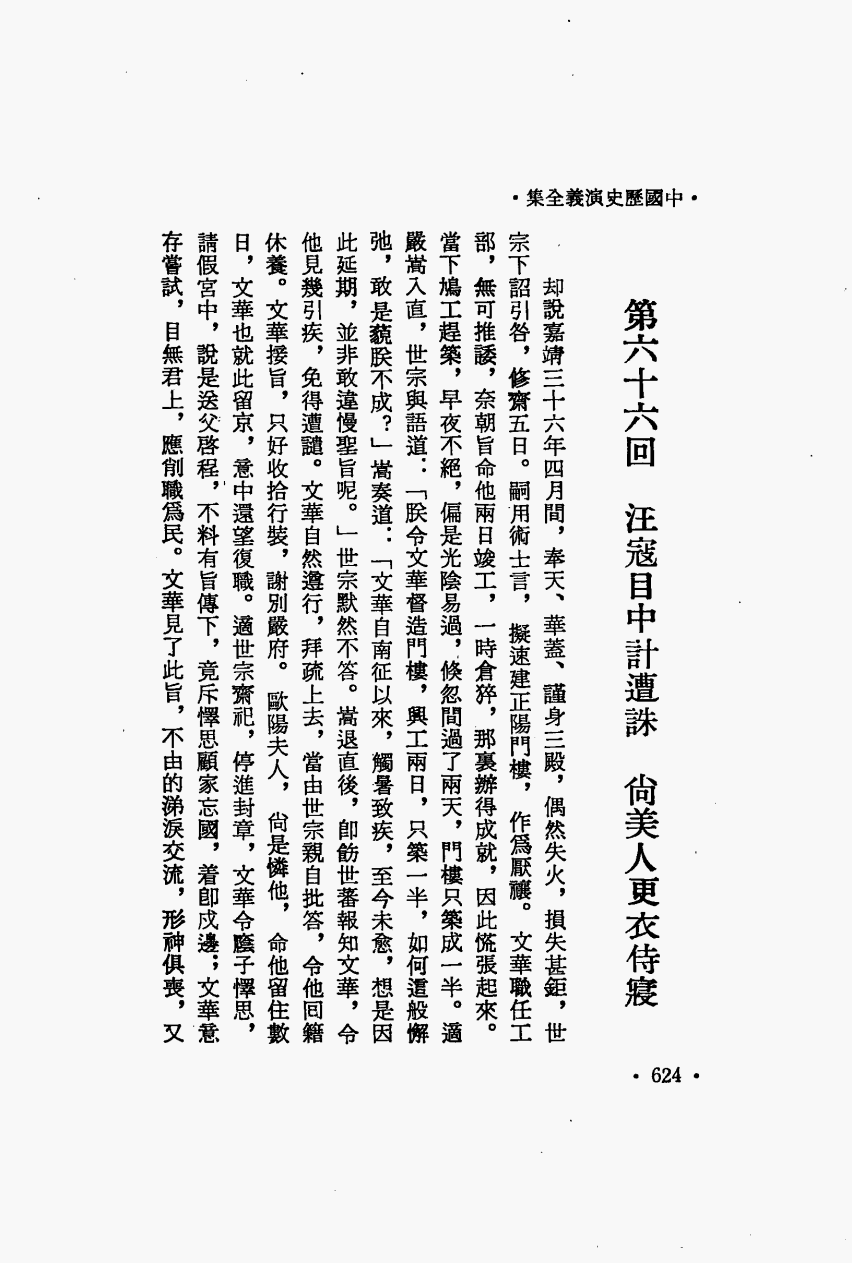 ・中國歷史演義全集・
第六十六回　汪寇目中計遭誅　尙美人更衣侍寢
却說嘉靖三十六年四月間，奉天、華蓋、謹身三殿，偶然失火，損失甚鉅，世
宗下詔引咎，修齋五日。嗣用術士言，擬速建正陽門樓，作爲厭禳。文華職任工
部，無可推諉，奈朝旨命他兩日竣工，一時倉猝，那裏辦得成就，因此慌張起來。
當下鳩工趕築，早夜不絕，偏是光陰易過，倏忽間過了兩天，門樓只築成一半。適
嚴嵩入直，世宗與語道：「朕令文華督造門樓，興工兩日，只築一半，如何這般懈
弛，敢是藐朕不成？」嵩奏道：「文華自南征以來，觸暑致疾，至今未愈，想是因
此延期，並非敢違慢聖旨呢。」世宗默然不答。嵩退直後，卽飭世蕃報知文華，令
他見幾引疾，免得遭譴。文華自然遵行，拜疏上去，當由世宗親自批答，令他回籍
休養。文華接旨，只好收拾行裝，謝別嚴府。歐陽夫人，尙是憐他，命他留住數
日，文華也就此留京，意中還望復職。適世宗齋祀，停進封章，文華令廕子懌思，
請假宮中，說是送父啓程，不料有旨傳下，竟斥懌思顧家忘國，着卽戍邊；文華意
存嘗試，目無君上，應削職爲民。文華見了此旨，不由的涕淚交流，形神俱喪，又
・624・